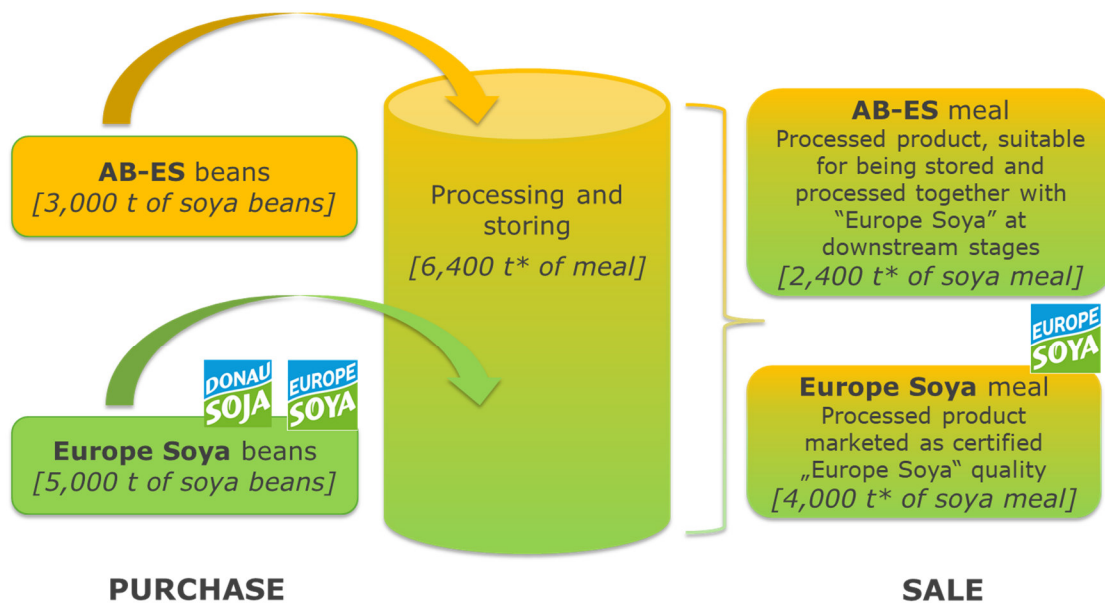 AB-ES beans
[3,000 t of soya beans]
DONAU
SOJA
EUROPE
SOYA
Europe Soya beans
[5,000 t of soya beans]
PURCHASE
Processing and
storing
[6,400 t* of meal]
AB-ES meal
Processed product, suitable
for being stored and
processed together with
“Europe Soya” at
downstream stages
[2,400 t* of soya meal]
EUROPE
SOYA
Europe Soya meal
Processed product
marketed as certified
„Europe Soya“ quality
[4,000 t* of soya meal]
SALE